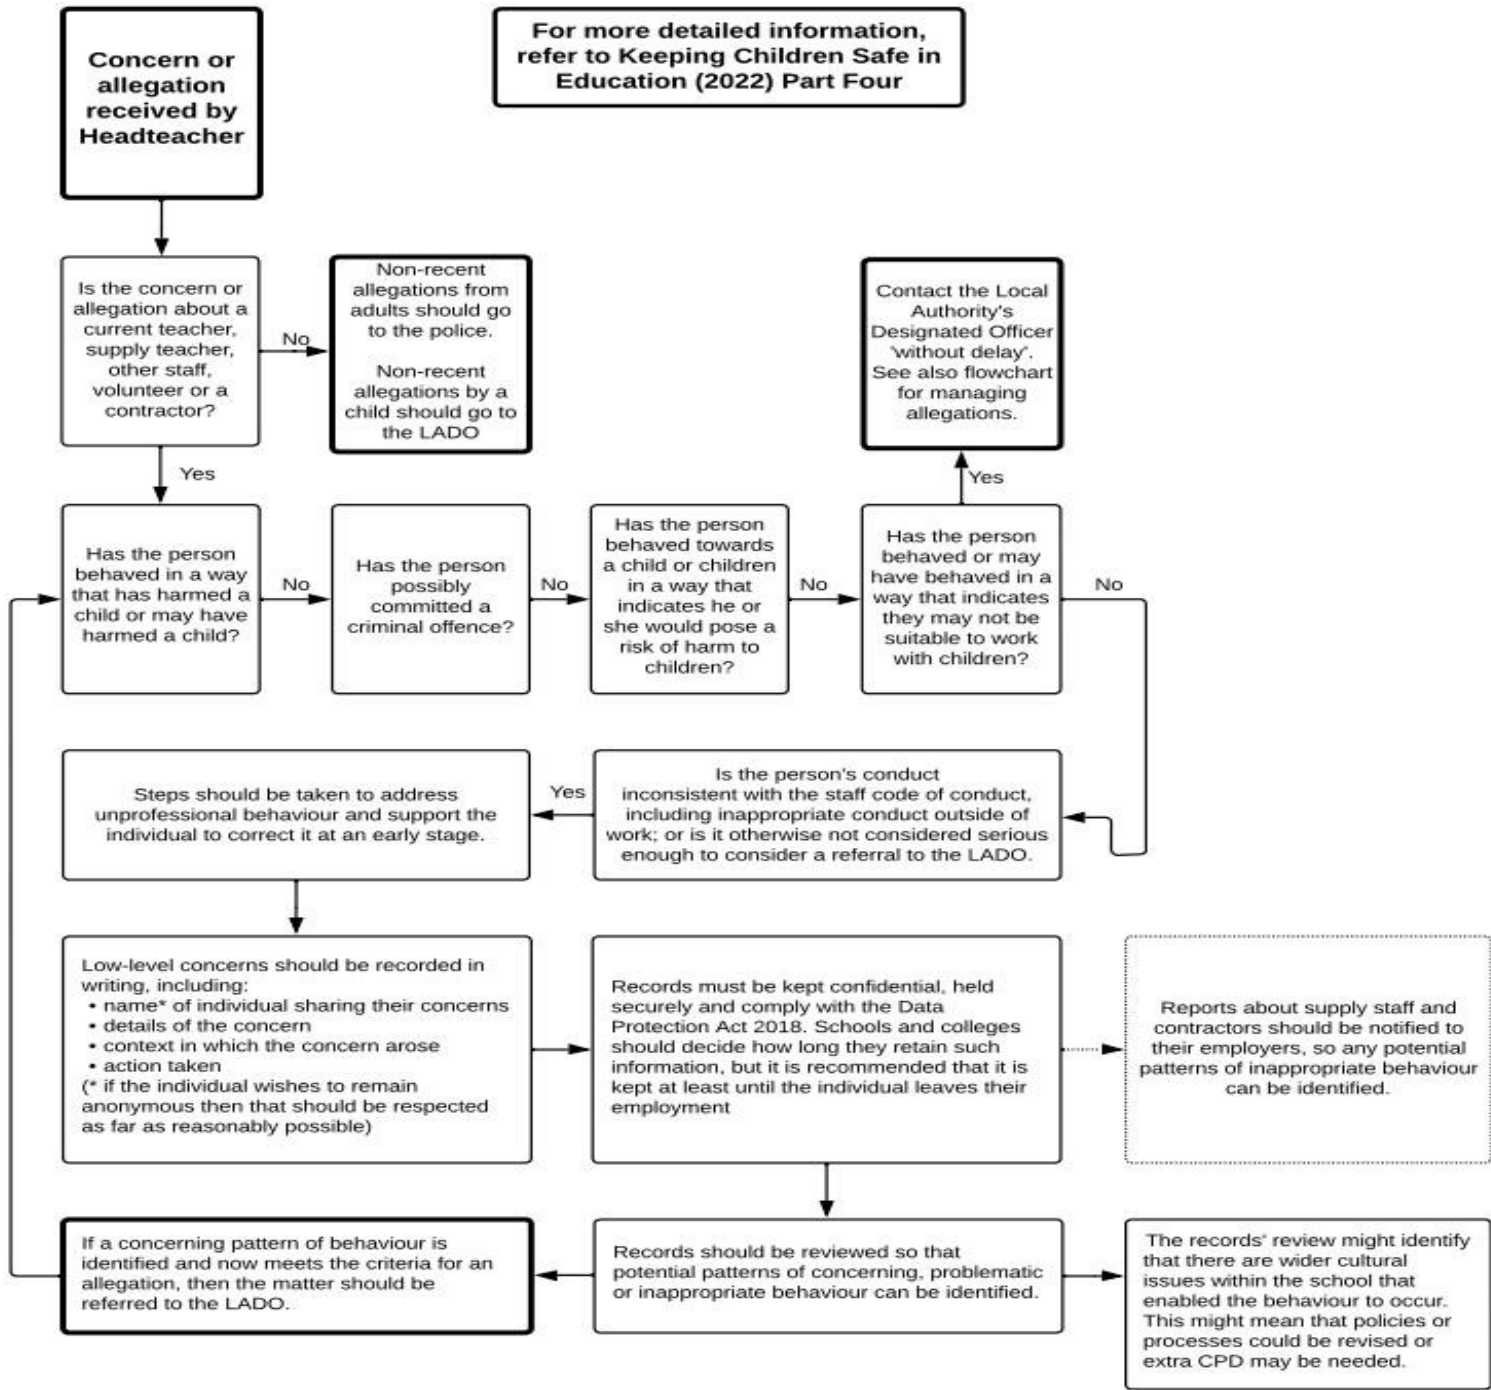 Concern or
allegation
received by
Headteacher
For more detailed information,
refer to Keeping Children Safe in
Education (2022) Part Four
Is the concern or
allegation about a
current teacher,
supply teacher,
other staff,
volunteer or a
contractor?
No
Non-recent
allegations from
adults should go
to the police.
Non-recent
allegations by a
child should go to
the LADO
Contact the Local
Authority's
Designated Officer
'without delay'.
See also flowchart
for managing
allegations.
Yes
Yes
Has the person
behaved in a way
that has harmed a
child or may have
harmed a child?
No
Has the person
possibly
committed a
criminal offence?
No
Has the person
behaved towards
a child or children
in a way that
indicates he or
she would pose a
risk of harm to
children?
No
Has the person
behaved or may
have behaved in a
way that indicates
they may not be
suitable to work
with children?
No
Steps should be taken to address
unprofessional behaviour and support the
individual to correct it at an early stage.
Yes
Is the person's conduct
inconsistent with the staff code of conduct,
including inappropriate conduct outside of
work; or is it otherwise not considered serious
enough to consider a referral to the LADO.
Low-level concerns should be recorded in
writing, including:
• name* of individual sharing their concerns
• details of the concern
• context in which the concern arose
• action taken
(* if the individual wishes to remain
anonymous then that should be respected
as far as reasonably possible)
Records must be kept confidential, held
securely and comply with the Data
Protection Act 2018. Schools and colleges
should decide how long they retain such
information, but it is recommended that it is
kept at least until the individual leaves their
employment
Reports about supply staff and
contractors should be notified to
their employers, so any potential
patterns of inappropriate behaviour
can be identified.
If a concerning pattern of behaviour is
identified and now meets the criteria for an
allegation, then the matter should be
referred to the LADO.
Records should be reviewed so that
potential patterns of concerning, problematic
or inappropriate behaviour can be identified.
The records' review might identify
that there are wider cultural
issues within the school that
enabled the behaviour to occur.
This might mean that policies or
processes could be revised or
extra CPD may be needed.